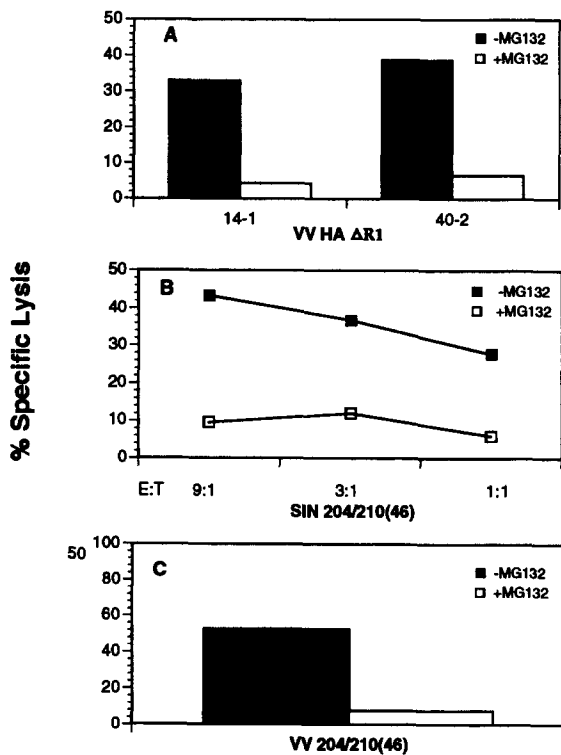 % Specific Lysis
A
-MG132
+MG132
50
40
30
20
10
0
14-1
40-2
VV HA ΔR1
B
-MG132
+MG132
50
40
30
20
10
0
E:T
9:1
3:1
1:1
SIN 204/210(46)
50
C
-MG132
+MG132
100
80
60
40
20
0
VV 204/210(46)